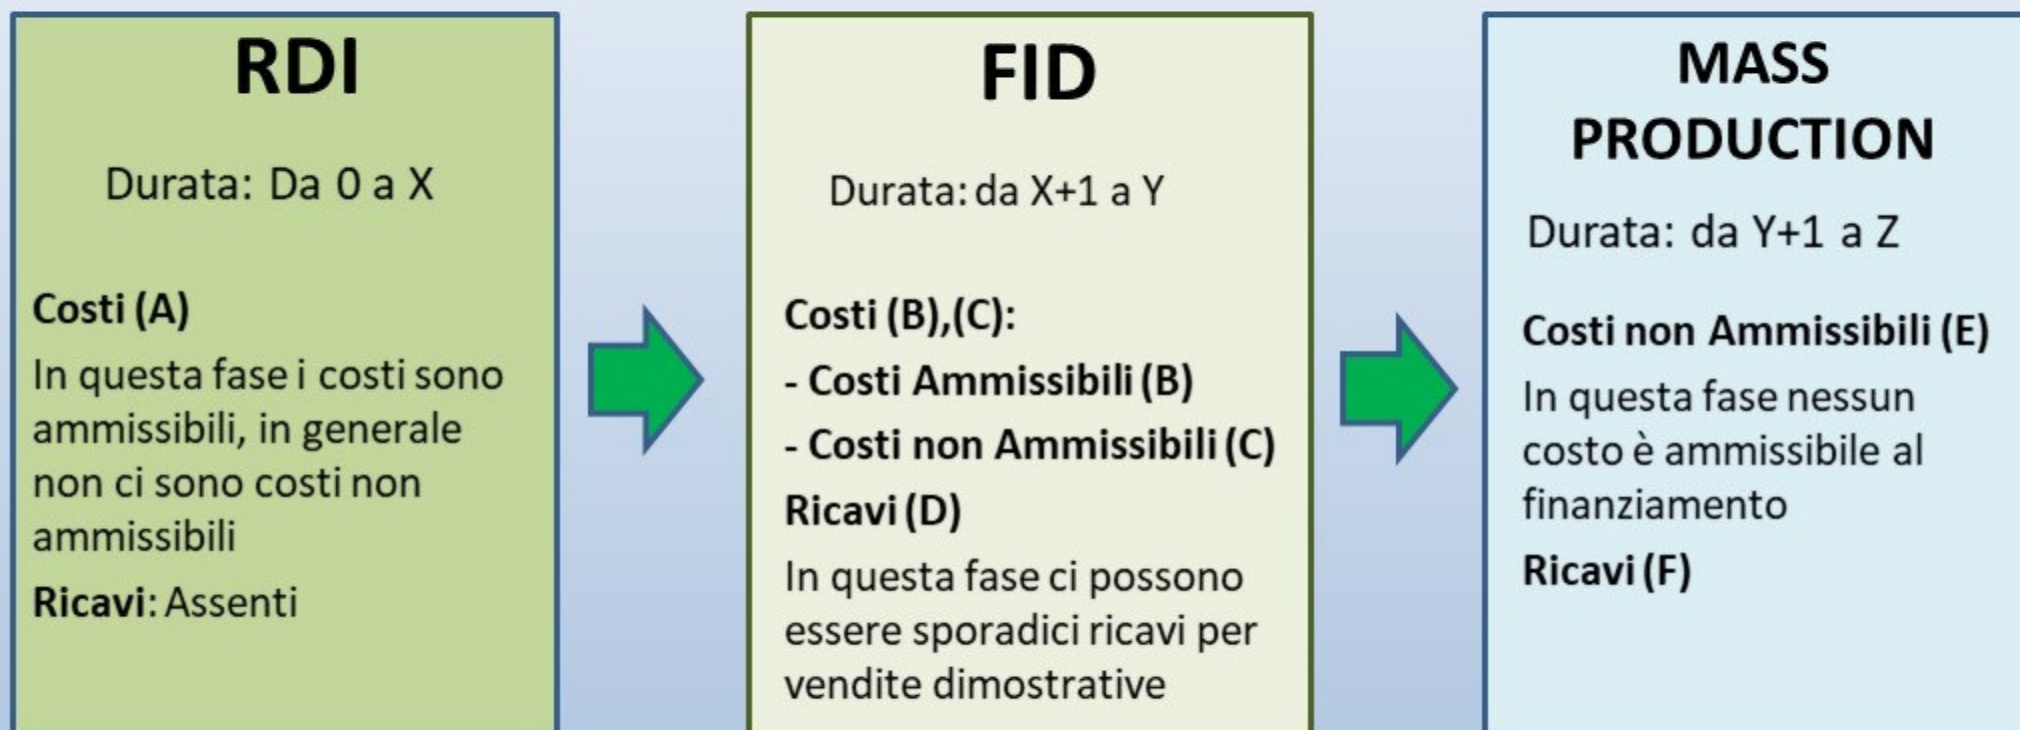 RDI
Durata: Da 0 a X
Costi (A)
In questa fase i costi sono
ammissibili, in generale
non ci sono costi non
ammissibili
Ricavi: Assenti
FID
Durata: da X+1 a Y
Costi (B),(C):
- Costi Ammissibili (B)
- Costi non Ammissibili (C)
Ricavi (D)
In questa fase ci possono
essere sporadici ricavi per
vendite dimostrative
MASS
PRODUCTION
Durata: da Y+1 a Z
Costi non Ammissibili (E)
In questa fase nessun
costo è ammissibile al
finanziamento
Ricavi (F)